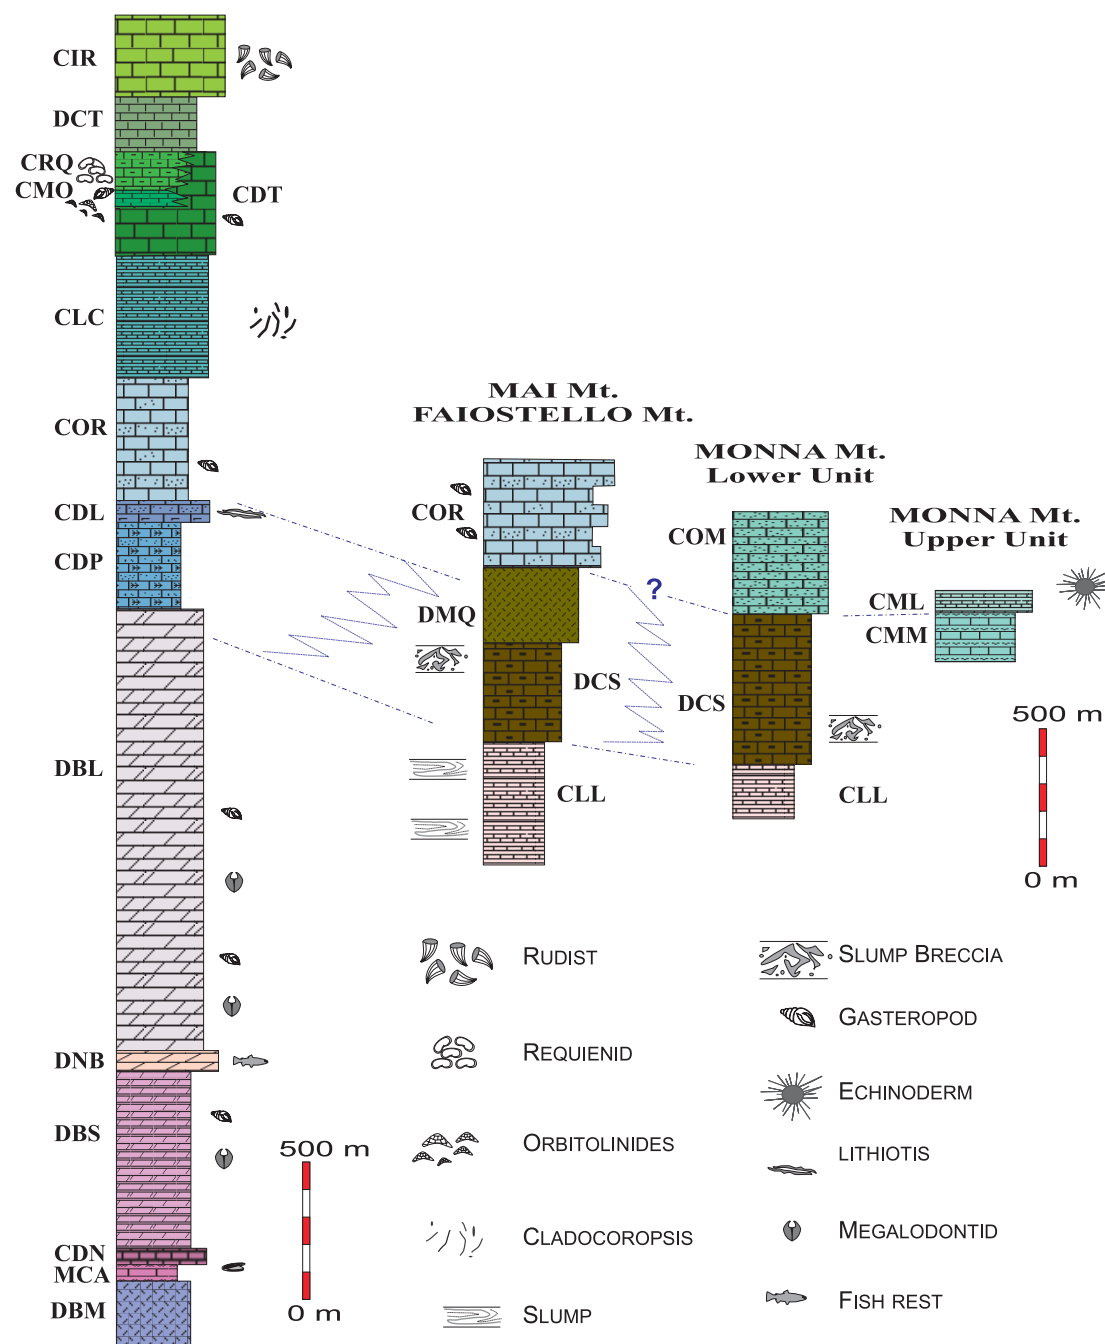 CIR
DCT
CRQ
CMO
CDT
CLC
COR
CDL
CDP
DBL
DNB
DBS
CDN
MCA
DBM
500 m
0 m
MAI Mt.
FAIOSTELLO Mt.
COR
DMQ
DCS
CLL
?
MONNA Mt.
Lower Unit
COM
DCS
CLL
MONNA Mt.
Upper Unit
CML
CMM
500 m
0 m
RUDIST
REQUIENID
ORBITOLINIDES
CLADOCOROPSIS
SLUMP
SLUMP BRECCIA
GASTEROPOD
ECHINODERM
LITHIOTIS
MEGALODONTID
FISH REST